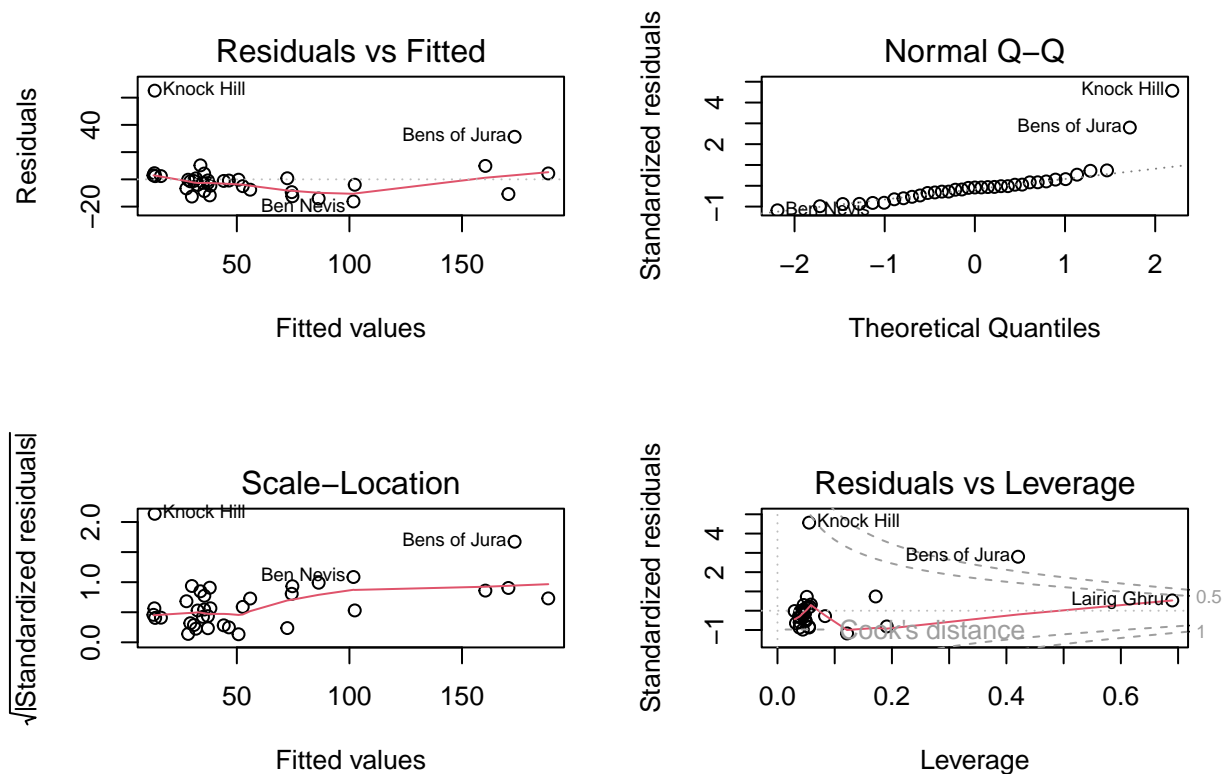 Residuals vs Fitted
Residuals
−20
40
Knock Hill
Bens of Jura
Ben Nevis
50
100
150
Fitted values
Normal Q−Q
Standardized residuals
−1
2
4
Knock Hill
Bens of Jura
Ben Nevis
−2
−1
0
1
2
Theoretical Quantiles
Scale−Location
√|Standardized residuals|
0.0
1.0
2.0
Knock Hill
Bens of Jura
Ben Nevis
50
100
150
Fitted values
Residuals vs Leverage
Standardized residuals
−1
2
4
Knock Hill
Bens of Jura
Lairig Ghru
0.5
1
Cook's distance
0.0
0.2
0.4
0.6
Leverage